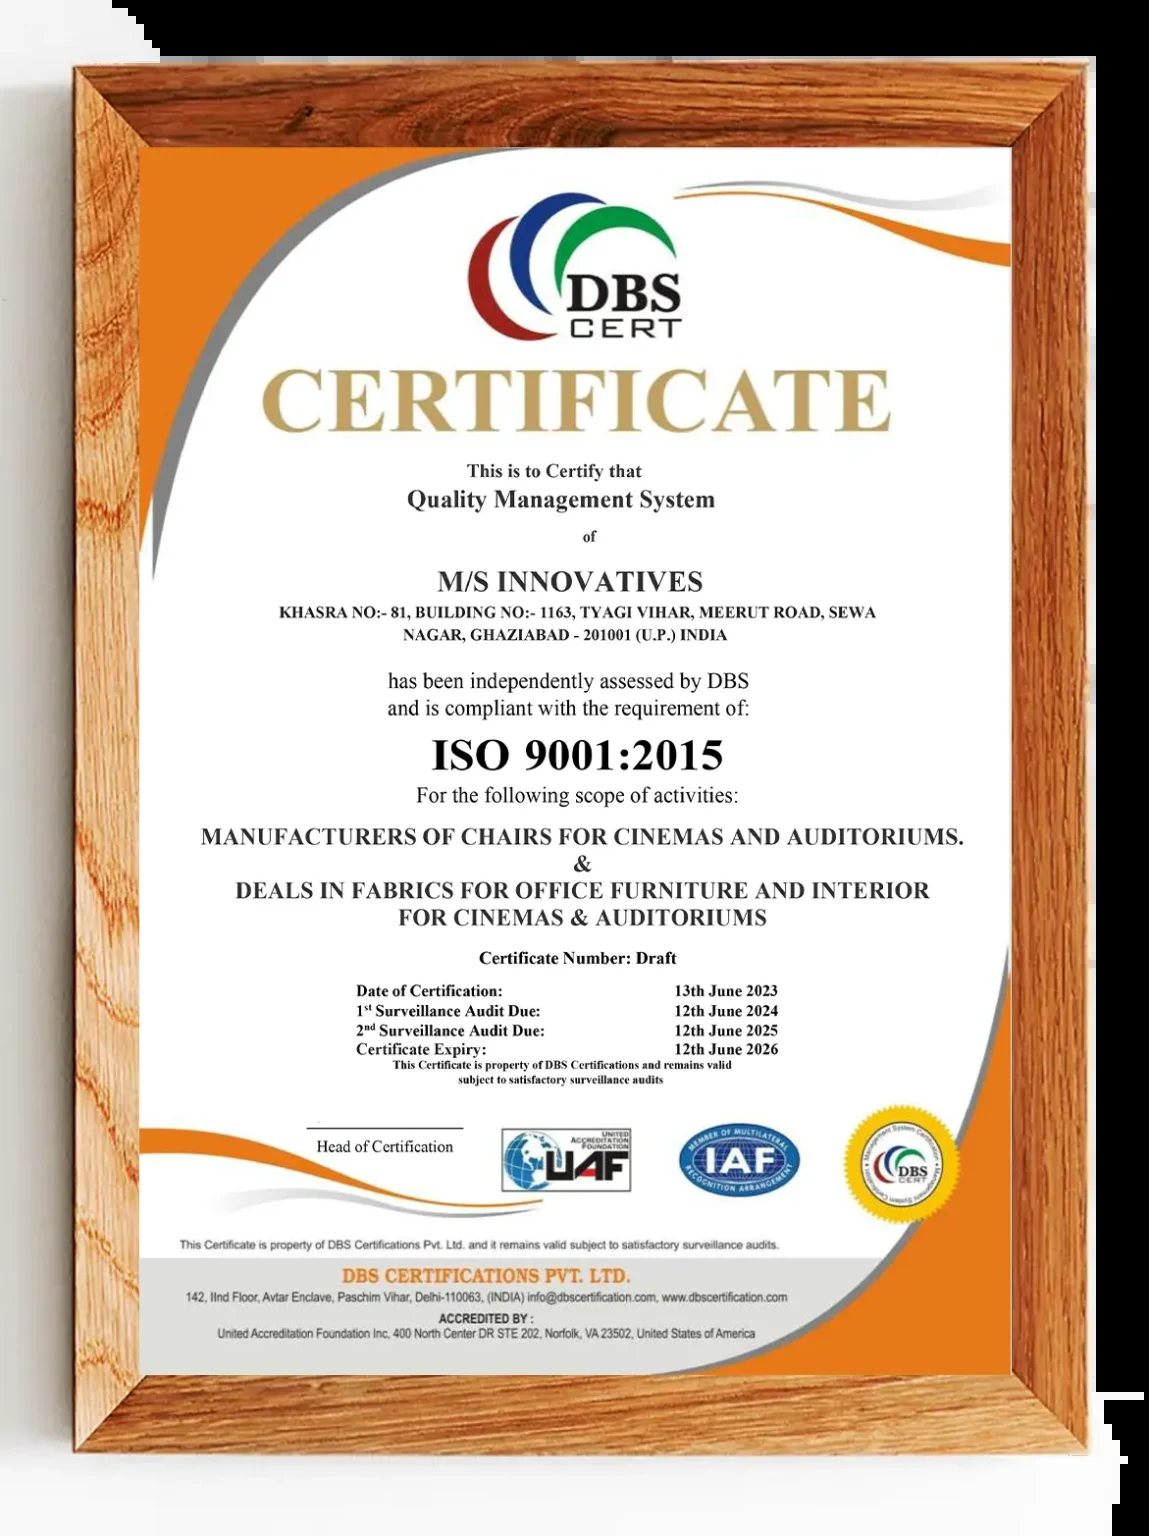 DBS
CERT
CERTIFICATE
This is to Certify that
Quality Management System
of
M/S INNOVATIVES
KHASRA NO:- 81, BUILDING NO:- 1163, TYAGI VIHAR, MEERUT ROAD, SEWA
NAGAR, GHAZIABAD - 201001 (U.P.) INDIA
has been independently assessed by DBS
and is compliant with the requirement of:
ISO 9001:2015
For the following scope of activities:
MANUFACTURERS OF CHAIRS FOR CINEMAS AND AUDITORIUMS.
&
DEALS IN FABRICS FOR OFFICE FURNITURE AND INTERIOR
FOR CINEMAS & AUDITORIUMS
Certificate Number: Draft
Date of Certification: 13th June 2023
1st Surveillance Audit Due: 12th June 2024
2nd Surveillance Audit Due: 12th June 2025
Certificate Expiry: 12th June 2026
This Certificate is property of DBS Certifications and remains valid
subject to satisfactory surveillance audits
Head of Certification
UNITED
ACCREDITATION
FOUNDATION
UAF
MEMBER OF MULTILATERAL
IAF
RECOGNITION ARRANGEMENT
Management System Certification
DBS
CERT
Management System Certification
This Certificate is property of DBS Certifications Pvt. Ltd. and it remains valid subject to satisfactory surveillance audits.
DBS CERTIFICATIONS PVT. LTD.
142, IInd Floor, Avtar Enclave, Paschim Vihar, Delhi-110063, (INDIA) info@dbscertification.com, www.dbscertification.com
ACCREDITED BY :
United Accreditation Foundation Inc, 400 North Center DR STE 202, Norfolk, VA 23502, United States of America